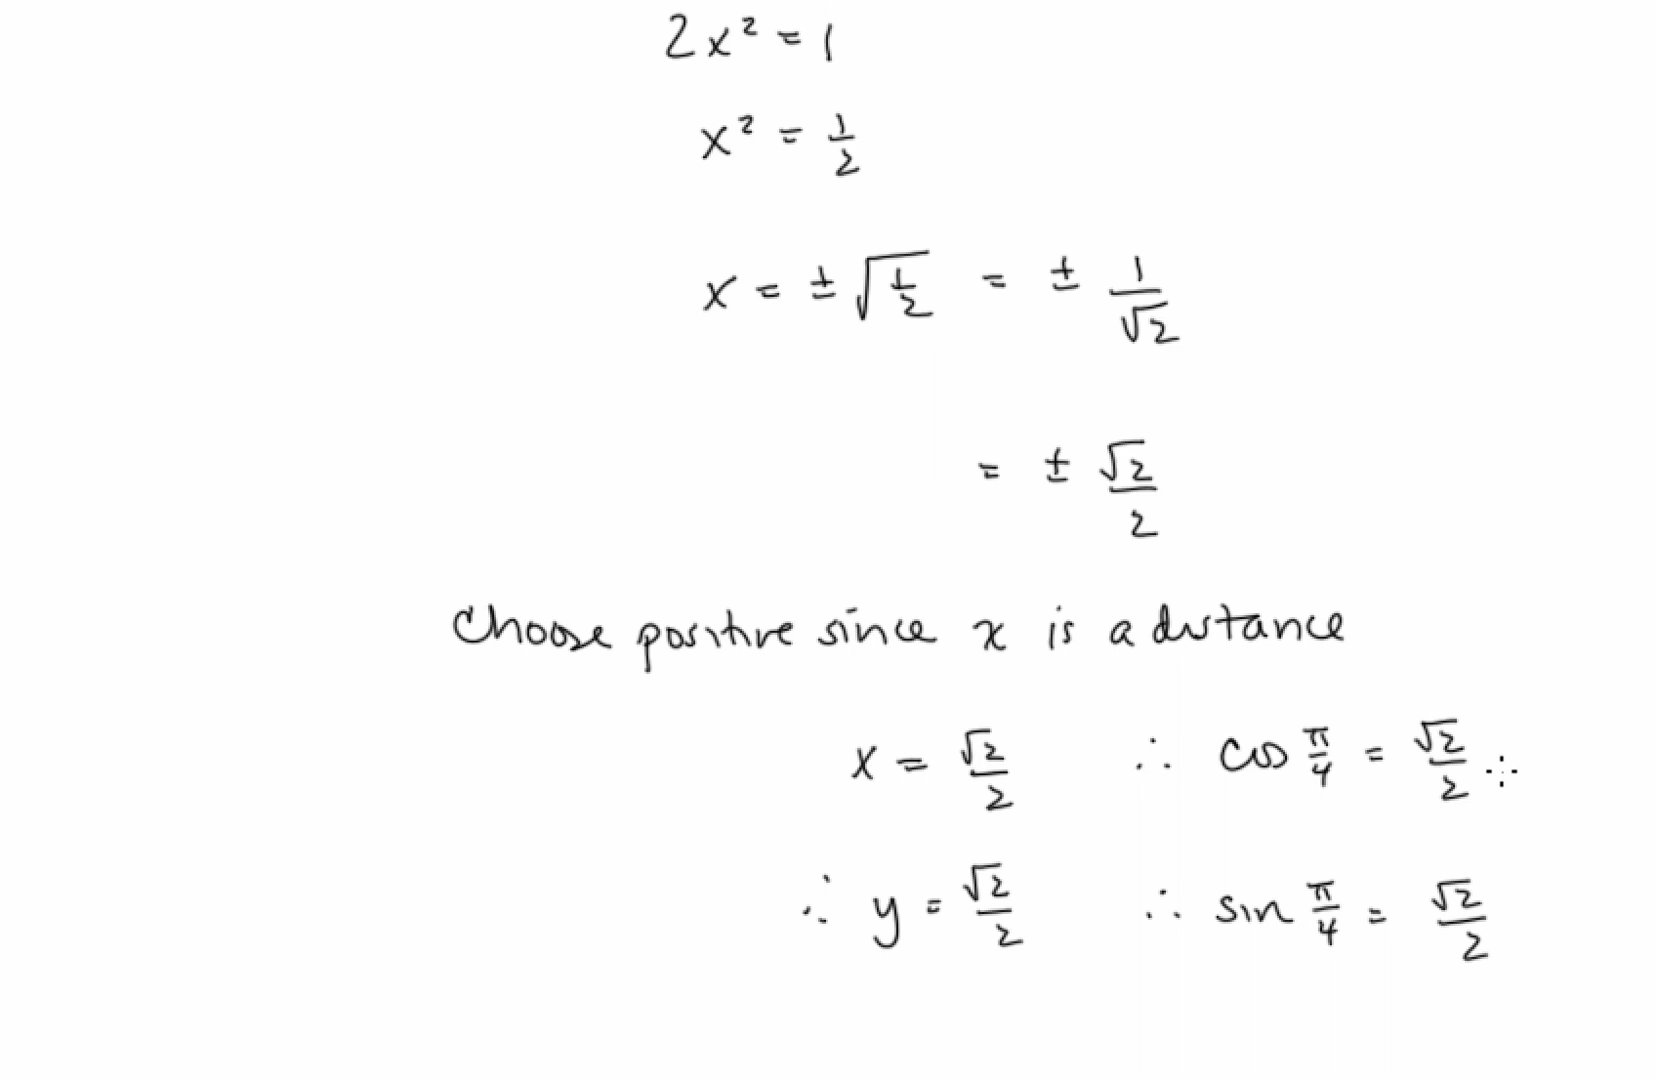 2x² = 1
x² = 1/2
x = ±√(1/2) = ± 1/√2
= ± √2/2
Choose positive since x is a distance
x = √2/2 ∴ cos π/4 = √2/2
∴ y = √2/2 ∴ sin π/4 = √2/2